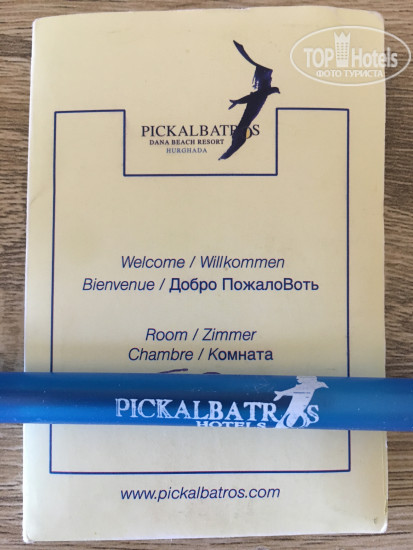 TOP Hotels
ФОТО ТУРИСТА
PICKALBATROS
DANA BEACH RESORT
HURGHADA
Welcome / Willkommen
Bienvenue / Добро ПожалоВоть
Room / Zimmer
Chambre / Комната
PICKALBATROS
HOTELS
www.pickalbatros.com